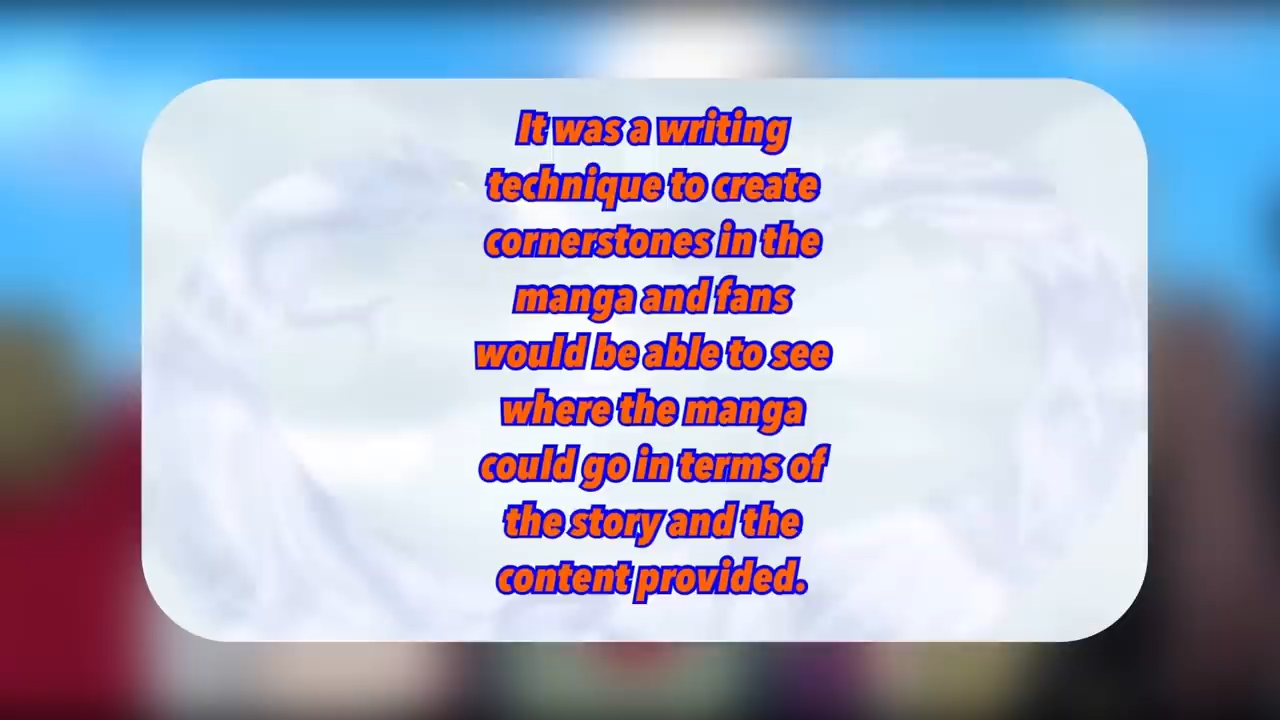 It was a writing
technique to create
cornerstones in the
manga and fans
would be able to see
where the manga
could go in terms of
the story and the
content provided.